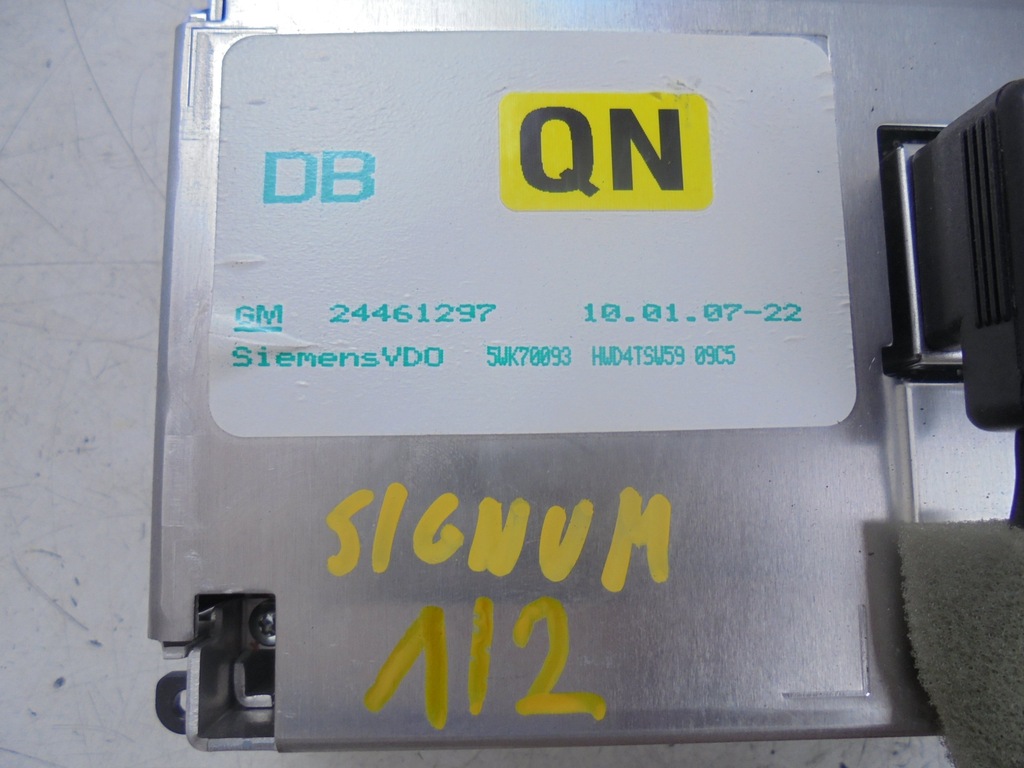 DB QN
GM 24461297 10.01.07-22
SiemensVDO 5WK70093 HWD4TSW59 09C5
SIGNUM
112